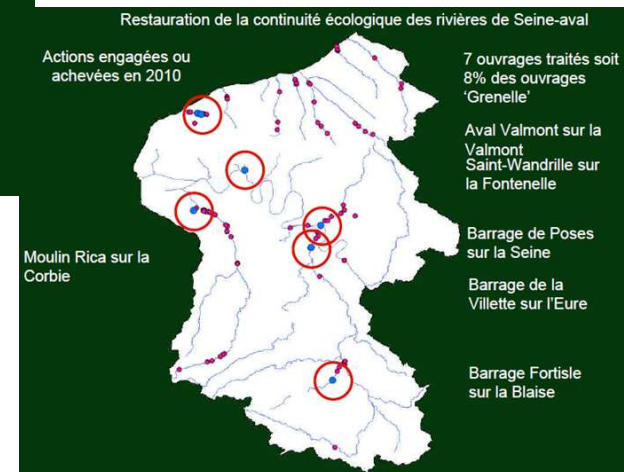 Restauration de la continuité écologique des rivières de Seine-aval
Actions engagées ou
achevées en 2010
7 ouvrages traités soit
8% des ouvrages
‘Grenelle’
Aval Valmont sur la
Valmont
Saint-Wandrille sur
la Fontenelle
Moulin Rica sur la
Corbie
Barrage de Poses
sur la Seine
Barrage de la
Villette sur l’Eure
Barrage Fortisle
sur la Blaise